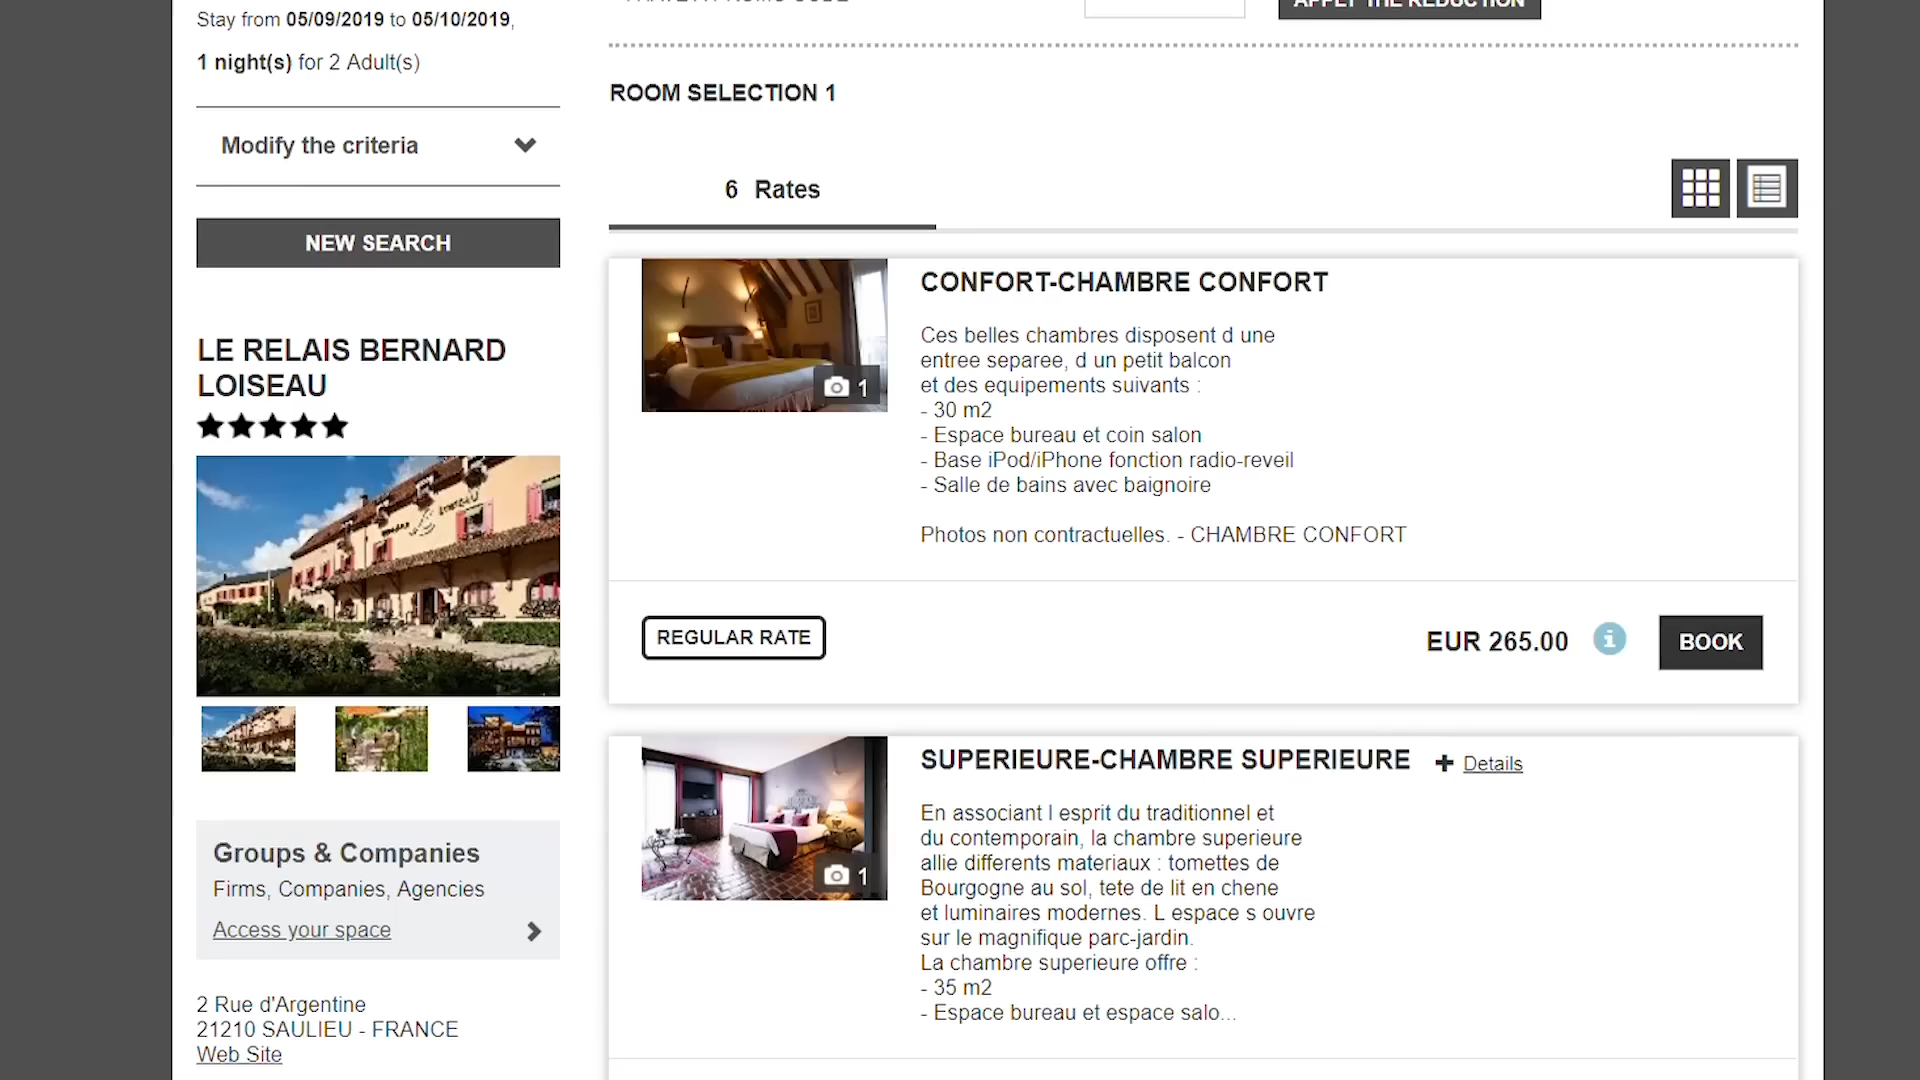 Stay from 05/09/2019 to 05/10/2019,
1 night(s) for 2 Adult(s)
Modify the criteria
NEW SEARCH
LE RELAIS BERNARD
LOISEAU
Groups & Companies
Firms, Companies, Agencies
Access your space
2 Rue d'Argentine
21210 SAULIEU - FRANCE
Web Site
APPLY THE REDUCTION
ROOM SELECTION 1
6 Rates
CONFORT-CHAMBRE CONFORT
Ces belles chambres disposent d une
entree separee, d un petit balcon
et des equipements suivants :
- 30 m2
- Espace bureau et coin salon
- Base iPod/iPhone fonction radio-reveil
- Salle de bains avec baignoire
Photos non contractuelles. - CHAMBRE CONFORT
1
REGULAR RATE
EUR 265.00
BOOK
SUPERIEURE-CHAMBRE SUPERIEURE
Details
En associant l esprit du traditionnel et
du contemporain, la chambre superieure
allie differents materiaux : tomettes de
Bourgogne au sol, tete de lit en chene
et luminaires modernes. L espace s ouvre
sur le magnifique parc-jardin.
La chambre superieure offre :
- 35 m2
- Espace bureau et espace salo...
1